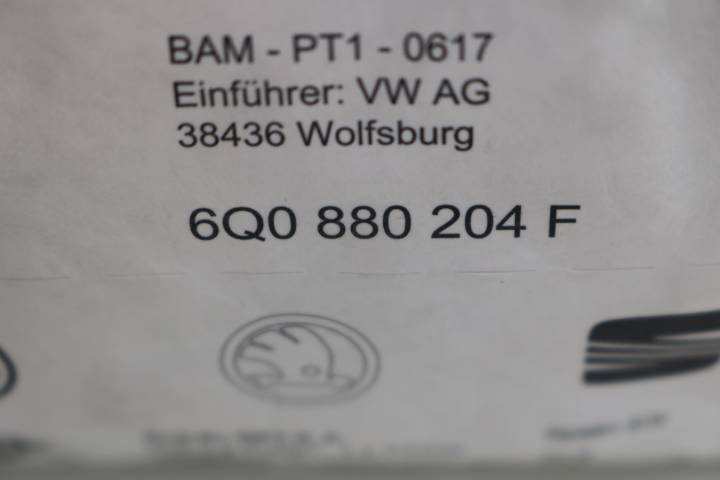 BAM - PT1 - 0617
Einführer: VW AG
38436 Wolfsburg
6Q0 880 204 F